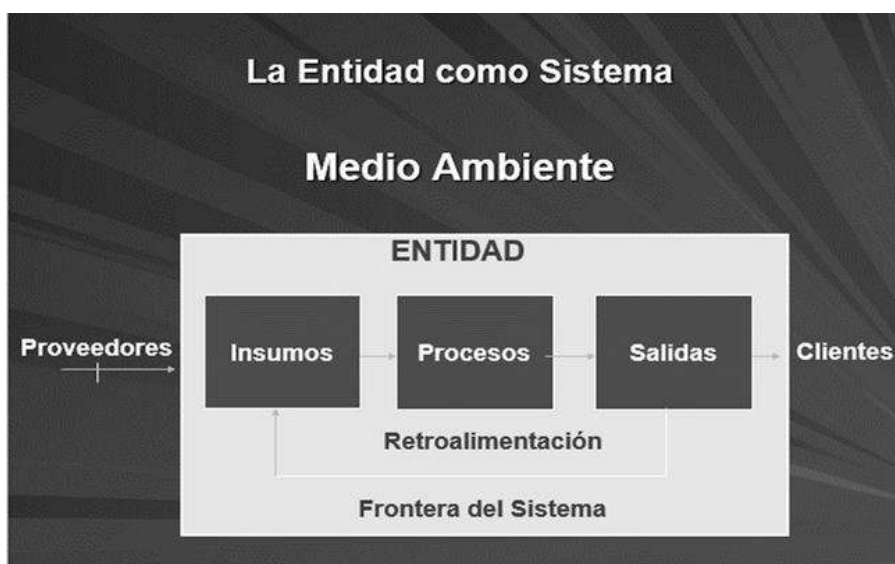 La Entidad como Sistema
Medio Ambiente
ENTIDAD
Proveedores
Insumos
Procesos
Salidas
Clientes
Retroalimentación
Frontera del Sistema